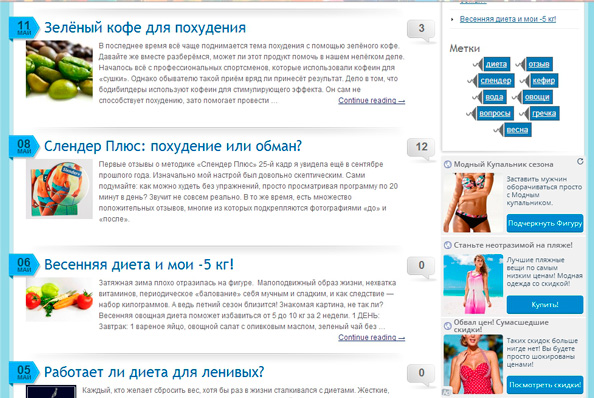 11
МАЙ
Зелёный кофе для похудения
3
В последнее время всё чаще поднимается тема похудения с помощью зелёного кофе.
Давайте же вместе разберёмся, может ли этот продукт помочь в нашем нелёгком деле.
Началось всё с профессиональных спортсменов, которые использовали кофеин для
«сушки». Однако обывателю такой приём вряд ли принесёт результат. Дело в том, что
бодибилдеры используют кофеин для стимулирующего эффекта. Он сам не
способствует похудению, зато помогает провести ...
Continue reading →
08
МАЙ
Слендер Плюс: похудение или обман?
12
Первые отзывы о методике «Слендер Плюс» 25-й кадр я увидела ещё в сентябре
прошлого года. Изначально мой настрой был довольно скептическим. Сами
подумайте: как можно худеть без упражнений, просто просматривая программу по 20
минут в день? Звучит не совсем реально. В то же время, есть множество
положительных отзывов, многие из которых подкрепляются фотографиями «до» и
«после».
06
МАЙ
Весенняя диета и мои -5 кг!
0
Затяжная зима плохо отразилась на фигуре. Малоподвижный образ жизни, нехватка
витаминов, периодическое «балование» себя мучным и сладким, и как следствие —
набор килограммов. А ведь летний сезон близится! Знакомая картина, не так ли?
Весенняя овощная диета поможет избавиться от 5 до 10 кг за 2 недели. 1 ДЕНЬ:
Завтрак: 1 вареное яйцо, овощной салат с оливковым маслом, зеленый чай без ...
Continue reading →
05
МАЙ
Работает ли диета для ленивых?
0
Каждый, кто желает сбросить вес, хотя бы раз в жизни сталкивался с диетами. Жесткие,
Весенняя диета и мои -5 кг!
Метки
диета
отзыв
слендер
кефир
вода
овощи
вопросы
гречка
весна
Модный Купальник сезона
Заставить мужчин
оборачиваться просто
с Модным
купальником.
Подчеркнуть Фигуру
Станьте неотразимой на пляже!
Лучшие пляжные
вещи по самым
низким ценам! Модная
одежда со скидкой!
Купить!
Обвал цен! Сумасшедшие
скидки!
Таких скидок больше
нигде нет! Вы будете
просто шокированы
ценами!
Посмотреть скидки!